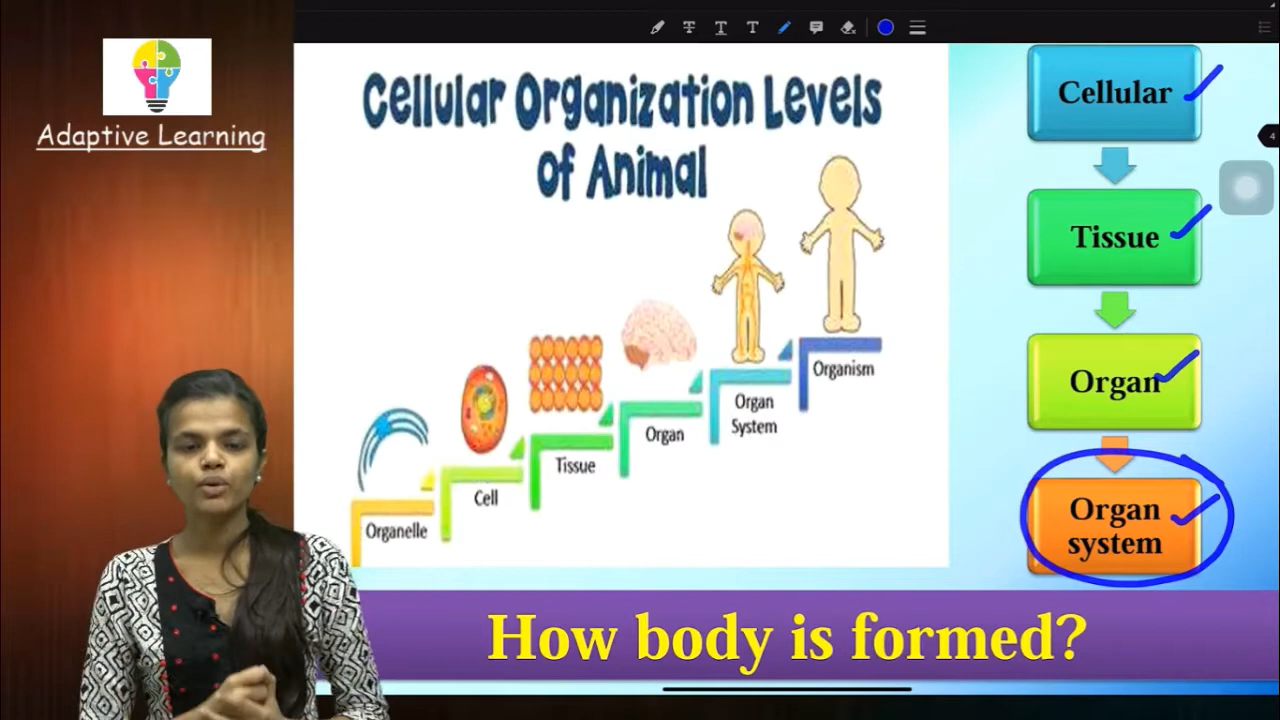 Adaptive Learning
Cellular Organization Levels
of Animal
Organelle
Cell
Tissue
Organ
Organ
System
Organism
Cellular
Tissue
Organ
Organ
system
4
How body is formed?